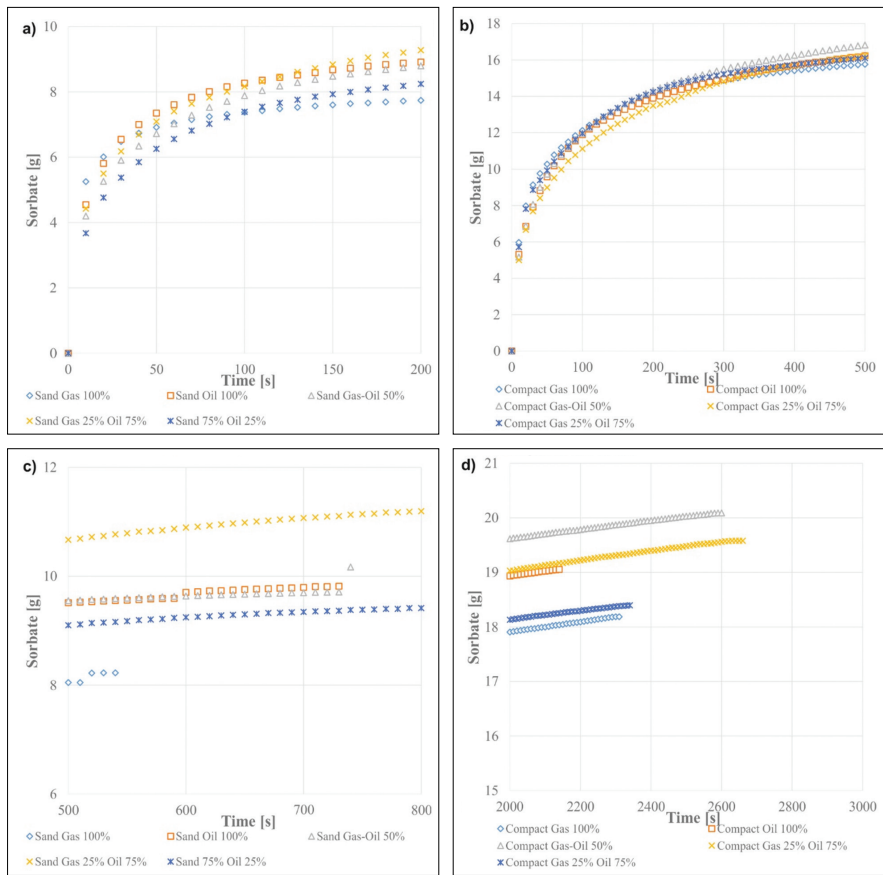 a)
10
8
6
4
2
0
Sorbate [g]
0 50 100 150 200
Time [s]
Sand Gas 100% Sand Oil 100% Sand Gas-Oil 50%
Sand Gas 25% Oil 75% Sand 75% Oil 25%
b)
18
16
14
12
10
8
6
4
2
0
Sorbate [g]
0 100 200 300 400 500
Time [s]
Compact Gas 100% Compact Oil 100%
Compact Gas-Oil 50% Compact Gas 25% Oil 75%
Compact Gas 25% Oil 75%
c)
12
10
8
6
Sorbate [g]
500 600 700 800
Time [s]
Sand Gas 100% Sand Oil 100% Sand Gas-Oil 50%
Sand Gas 25% Oil 75% Sand 75% Oil 25%
d)
21
20
19
18
17
16
15
Sorbate [g]
2000 2200 2400 2600 2800 3000
Time [s]
Compact Gas 100% Compact Oil 100%
Compact Gas-Oil 50% Compact Gas 25% Oil 75%
Compact Gas 25% Oil 75%